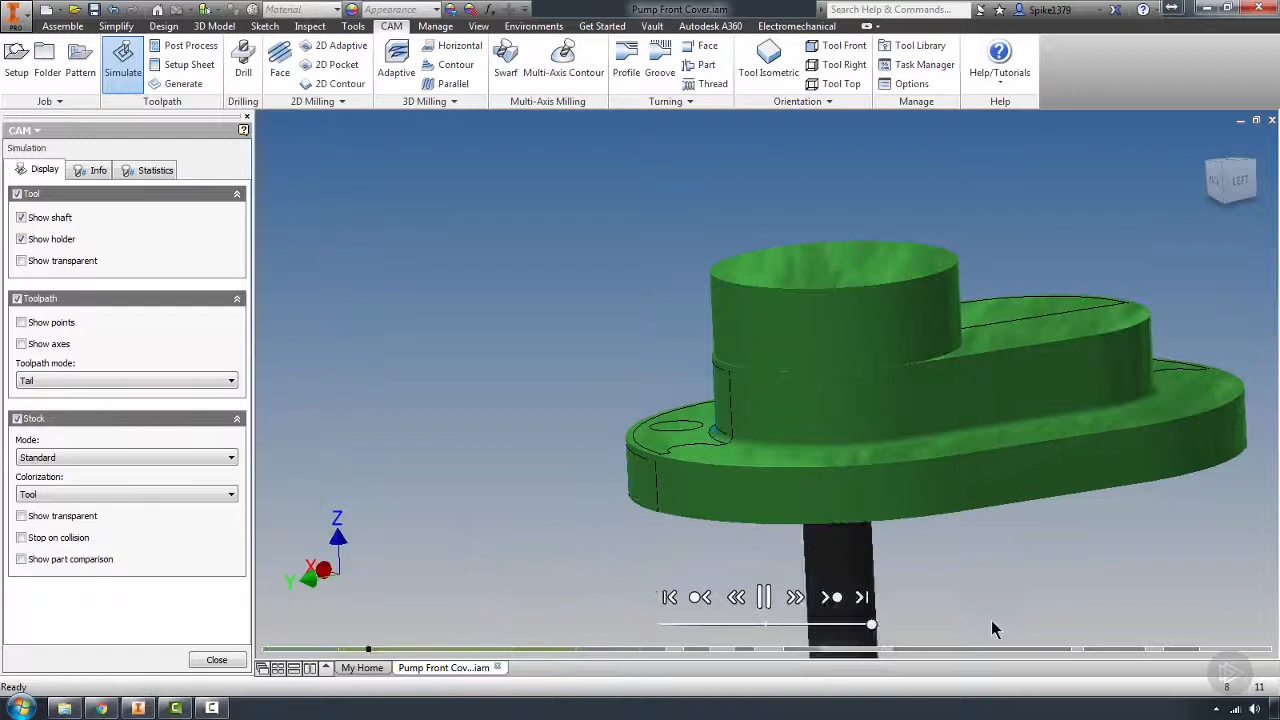 Material
Appearance
Pump Front Cover.iam
Search Help & Commands...
Spike1379
PRO
Assemble Simplify Design 3D Model Sketch Inspect Tools CAM Manage View Environments Get Started Vault Autodesk A360 Electromechanical
Setup Folder Pattern Simulate Post Process Setup Sheet Generate Drill Face 2D Adaptive 2D Pocket 2D Contour Adaptive Horizontal Contour Parallel Swarf Multi-Axis Contour Profile Groove Face Part Thread Tool Isometric Tool Front Tool Right Tool Top Tool Library Task Manager Options Help/Tutorials
Job Toolpath Drilling 2D Milling 3D Milling Multi-Axis Milling Turning Orientation Manage Help
CAM
Simulation
Display Info Statistics
Tool
Show shaft
Show holder
Show transparent
Toolpath
Show points
Show axes
Toolpath mode:
Tail
Stock
Mode:
Standard
Colorization:
Tool
Show transparent
Stop on collision
Show part comparison
Close
LEFT
Z
X
Y
My Home Pump Front Cov...iam
Ready
8 11